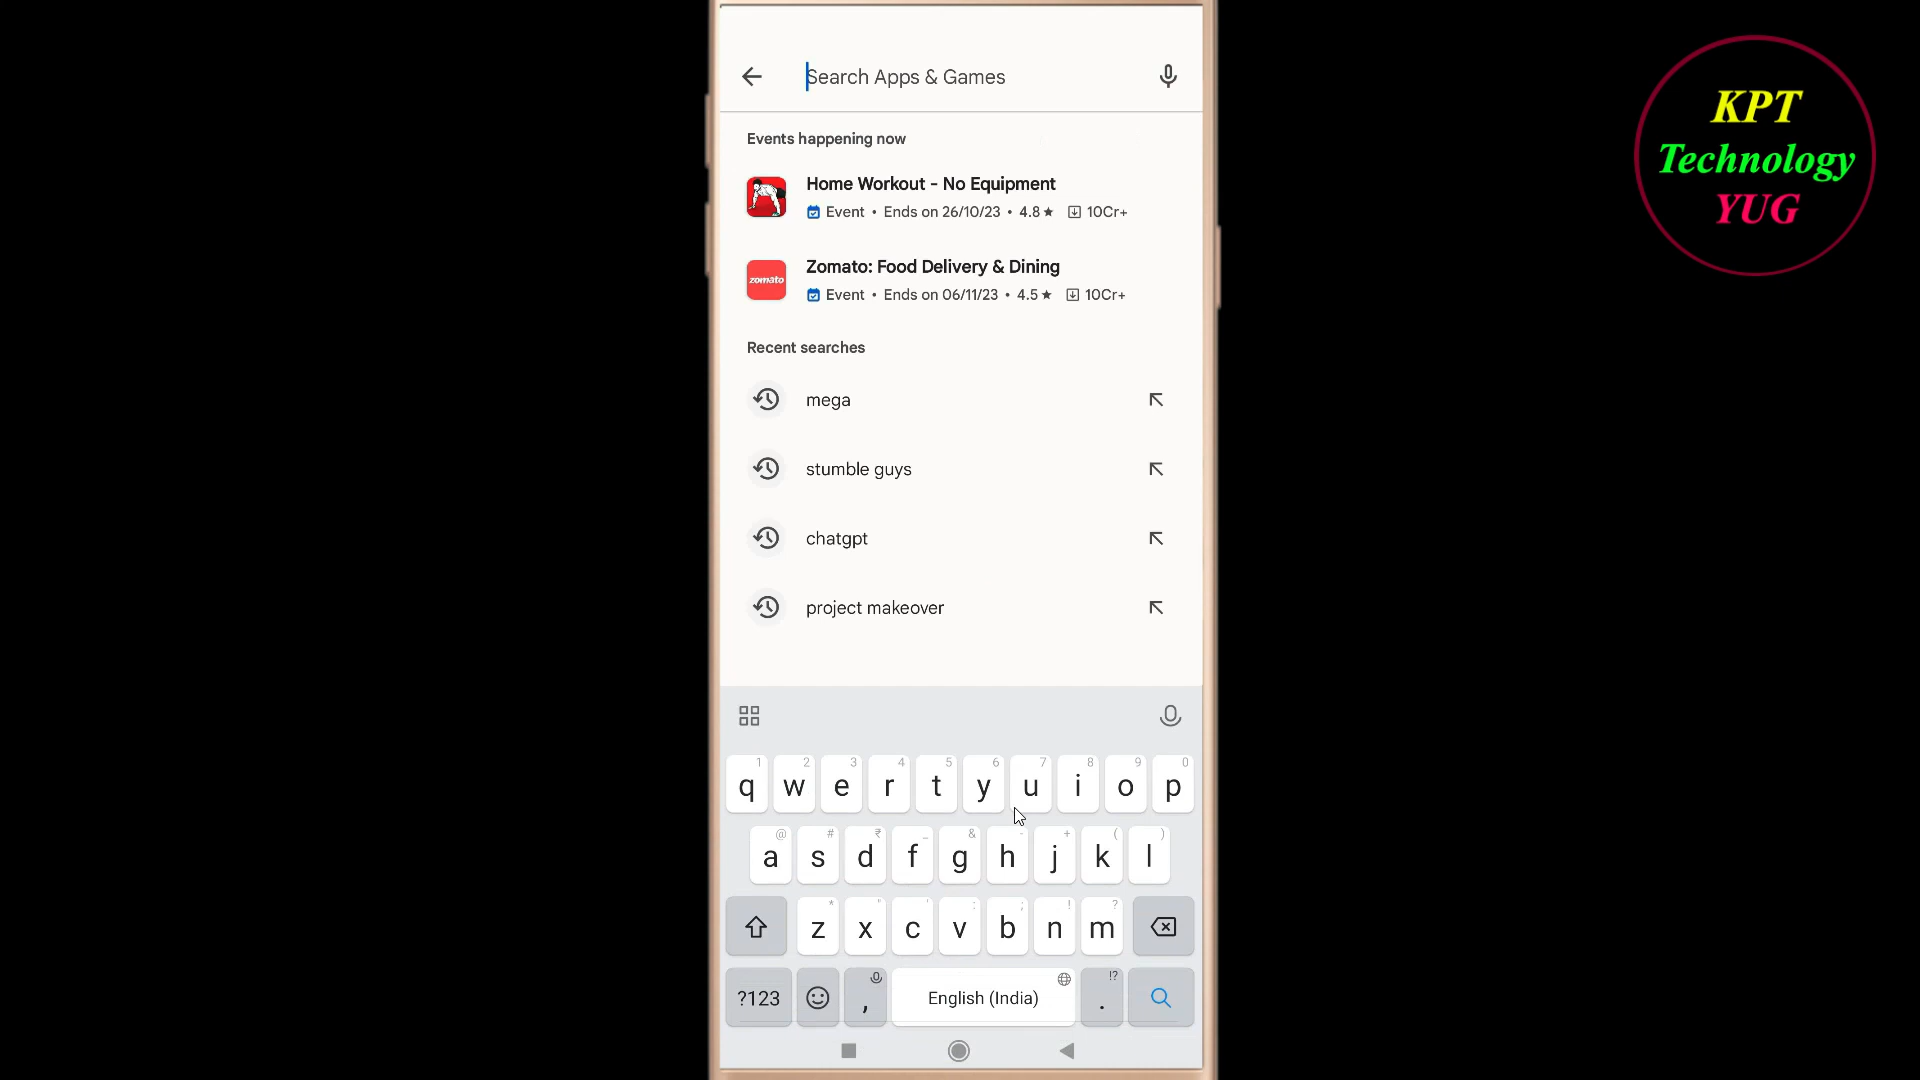 Search Apps & Games
KPT
Technology
YUG
Events happening now
Home Workout - No Equipment
Event • Ends on 26/10/23 • 4.8★ 10Cr+
zomato
Zomato: Food Delivery & Dining
Event • Ends on 06/11/23 • 4.5★ 10Cr+
Recent searches
mega
stumble guys
chatgpt
project makeover
1 2 3 4 5 6 7 8 9 0
q w e r t y u i o p
@ # ₹ _ & - + ( )
a s d f g h j k l
* " ' : ; ! ?
z x c v b n m
?123 , English (India) . !?